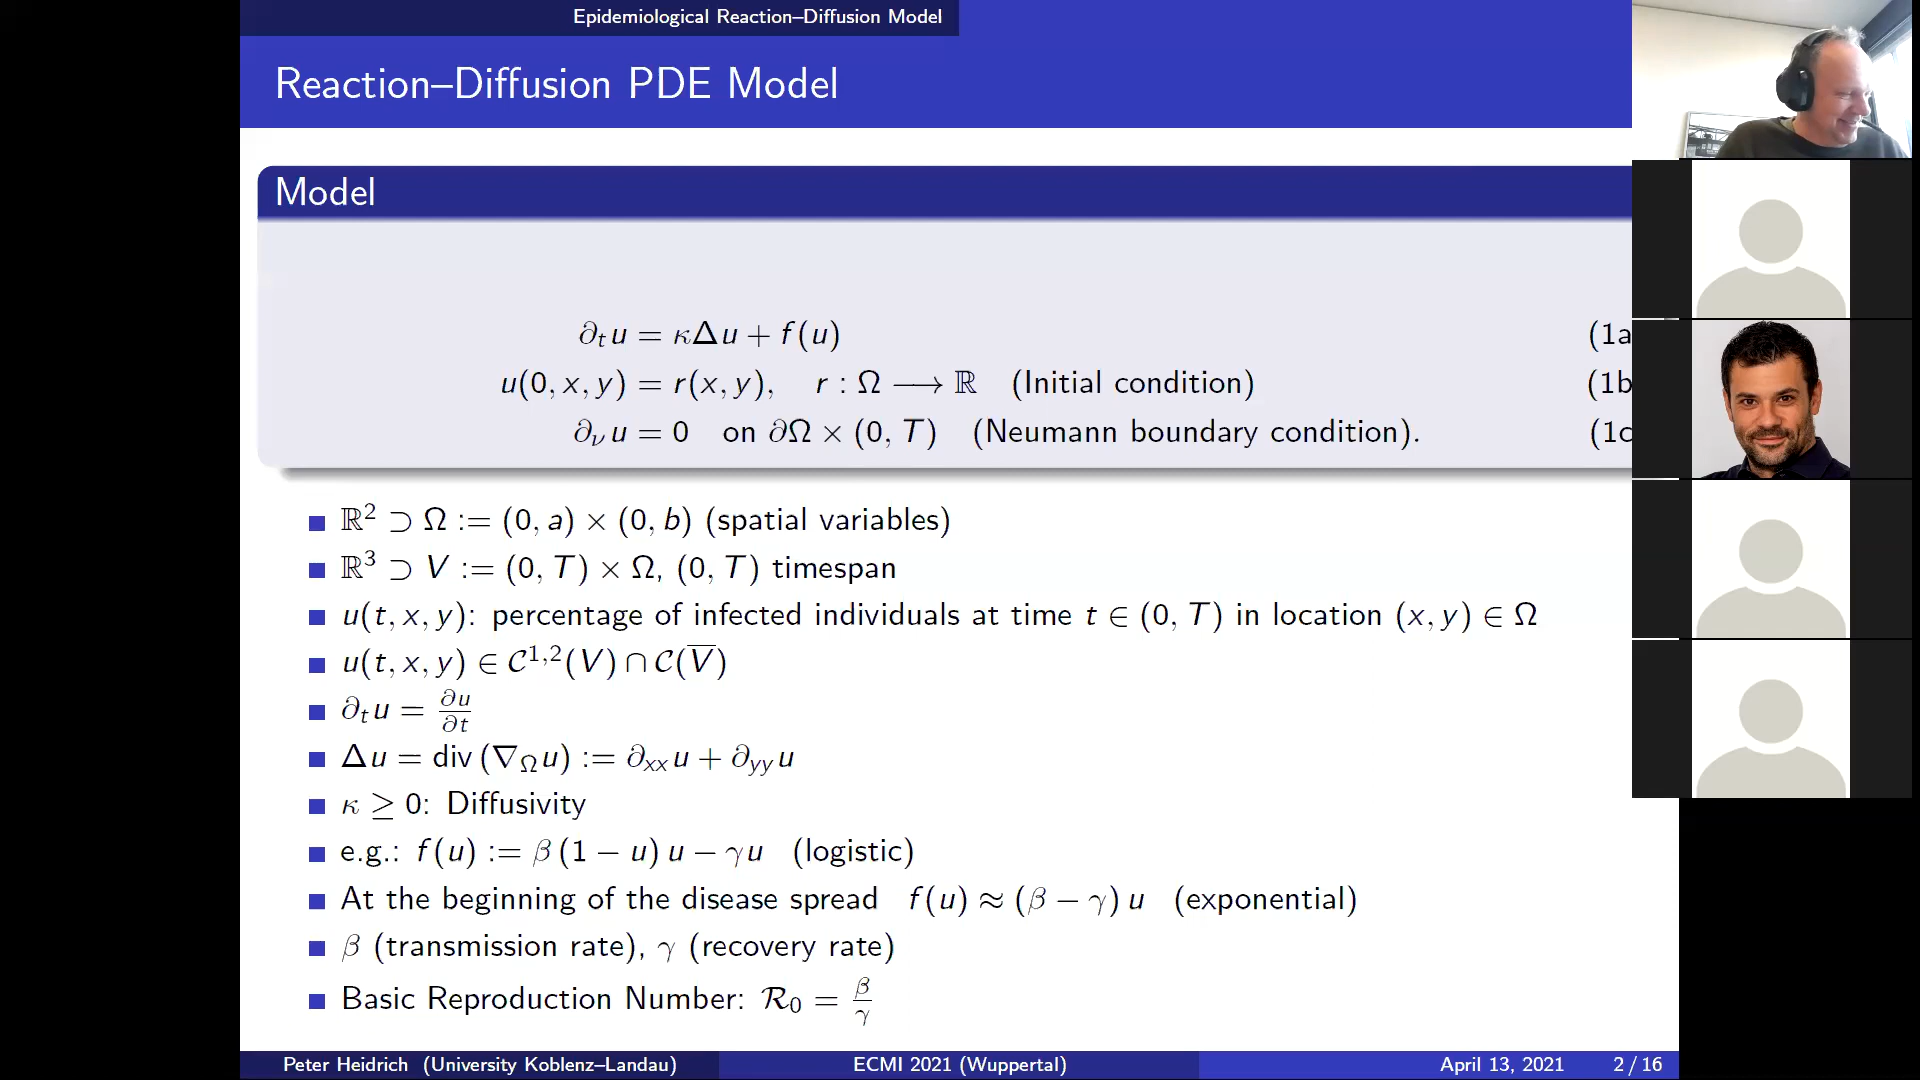 Epidemiological Reaction–Diffusion Model
Reaction–Diffusion PDE Model
Model
∂ₜu = κΔu + f(u) (1a
u(0, x, y) = r(x, y), r : Ω ⟶ ℝ (Initial condition) (1b
∂ᵥu = 0 on ∂Ω × (0, T) (Neumann boundary condition). (1c
ℝ² ⊃ Ω := (0, a) × (0, b) (spatial variables)
ℝ³ ⊃ V := (0, T) × Ω, (0, T) timespan
u(t, x, y): percentage of infected individuals at time t ∈ (0, T) in location (x, y) ∈ Ω
u(t, x, y) ∈ 𝒞^{1,2}(V) ∩ 𝒞(V̅)
∂ₜu = ∂u/∂t
Δu = div (∇_Ω u) := ∂ₓₓu + ∂_{yy}u
κ ≥ 0: Diffusivity
e.g.: f(u) := β (1 − u) u − γu (logistic)
At the beginning of the disease spread f(u) ≈ (β − γ) u (exponential)
β (transmission rate), γ (recovery rate)
Basic Reproduction Number: ℛ₀ = β/γ
Peter Heidrich (University Koblenz–Landau) ECMI 2021 (Wuppertal) April 13, 2021 2 / 16